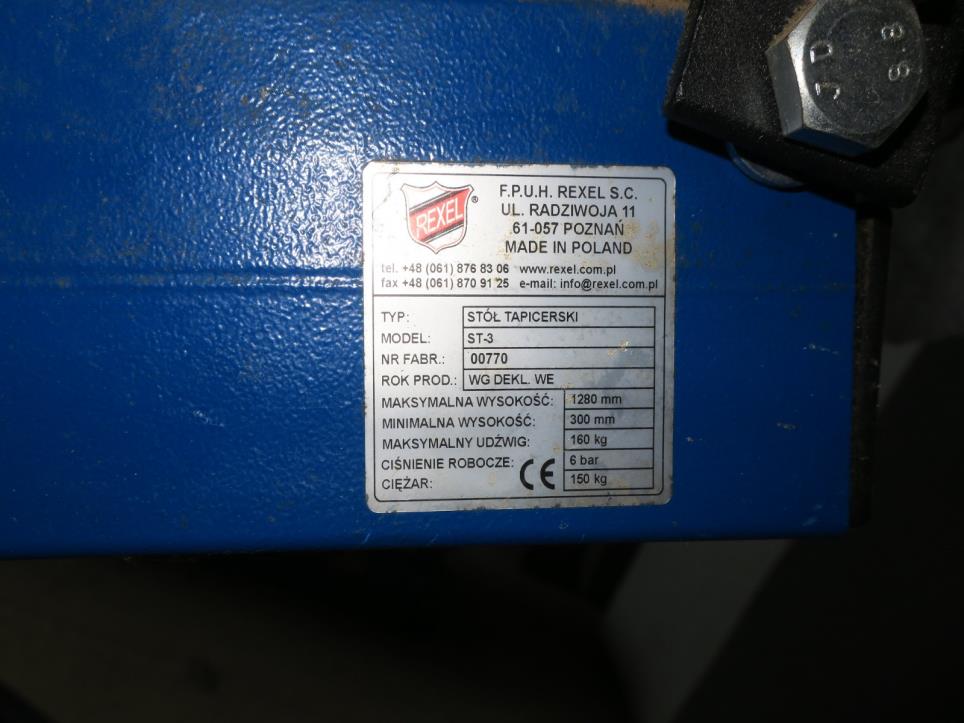 JD
8.8
REXEL
®
F.P.U.H. REXEL S.C.
UL. RADZIWOJA 11
61-057 POZNAŃ
MADE IN POLAND
tel. +48 (061) 876 83 06 www.rexel.com.pl
fax +48 (061) 870 91 25 e-mail: info@rexel.com.pl
TYP: STÓŁ TAPICERSKI
MODEL: ST-3
NR FABR.: 00770
ROK PROD.: WG DEKL. WE
MAKSYMALNA WYSOKOŚĆ: 1280 mm
MINIMALNA WYSOKOŚĆ: 300 mm
MAKSYMALNY UDŹWIG: 160 kg
CIŚNIENIE ROBOCZE: 6 bar
CIĘŻAR: CE 150 kg